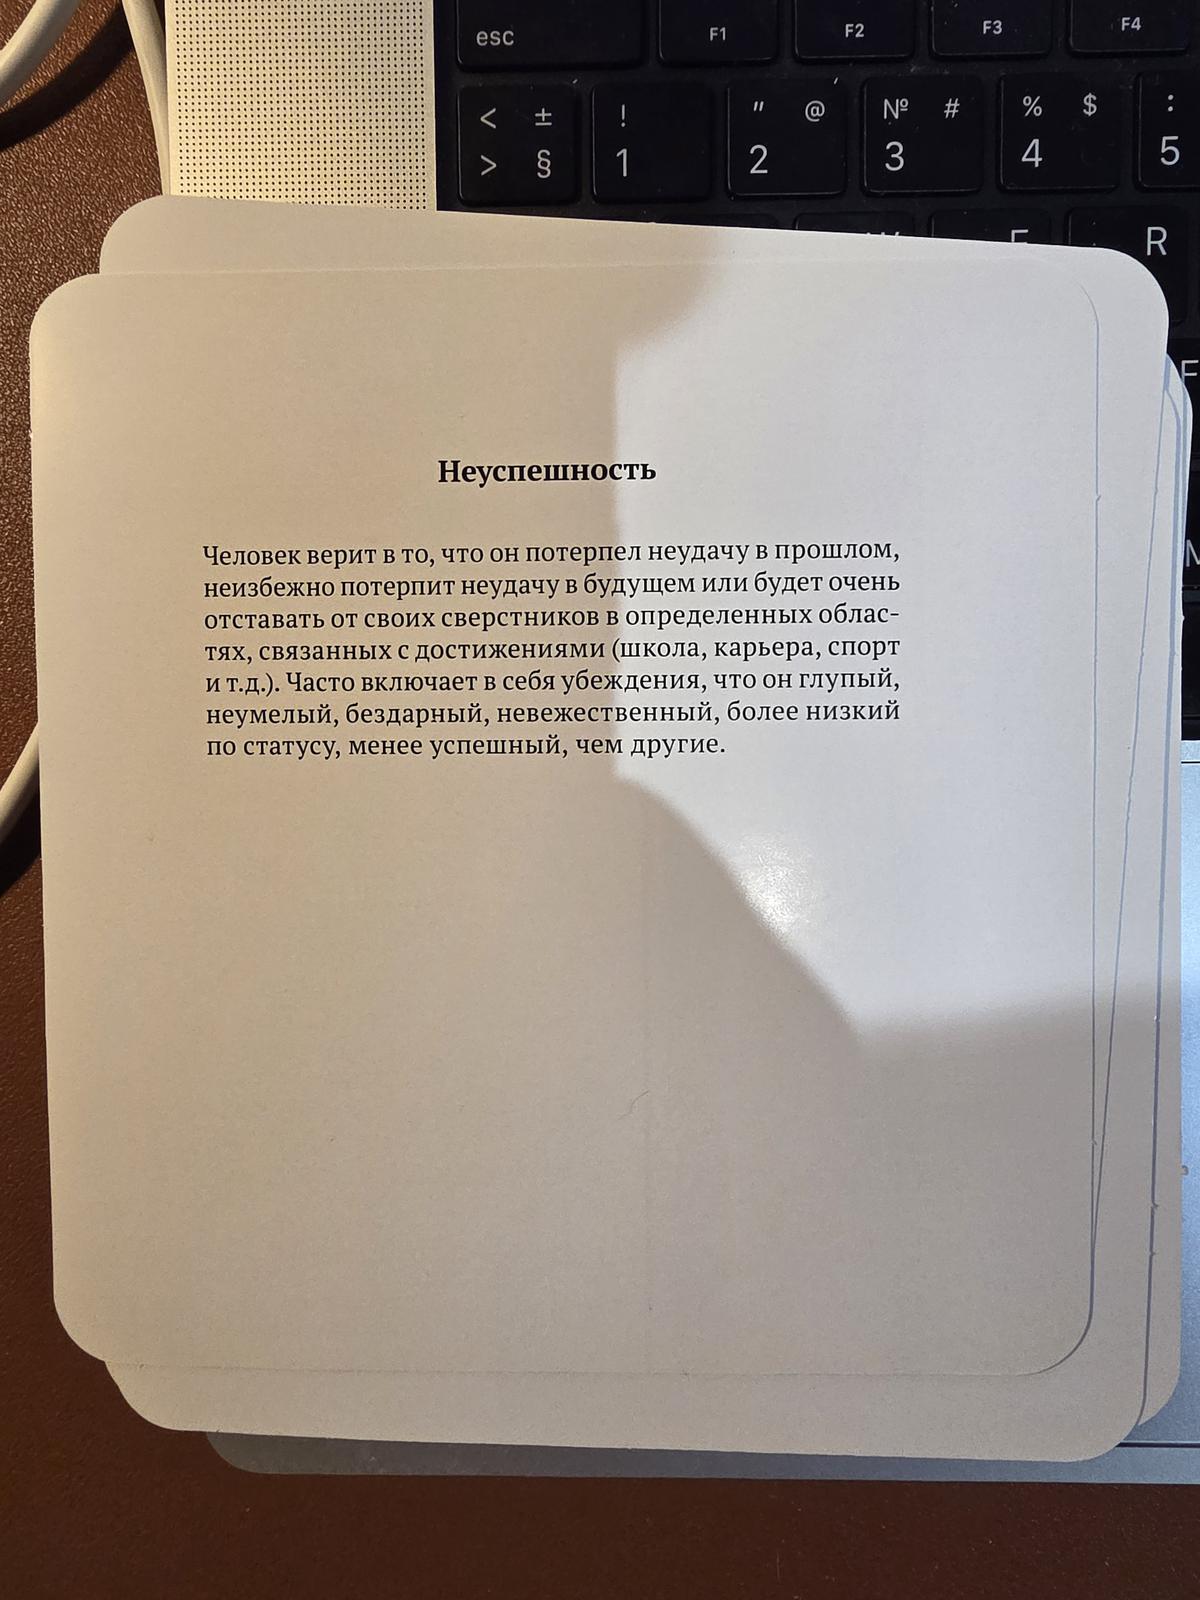 esc F1 F2 F3 F4
< ± ! " @ № # % $ :
> § 1 2 3 4 5
R
Неуспешность
Человек верит в то, что он потерпел неудачу в прошлом,
неизбежно потерпит неудачу в будущем или будет очень
отставать от своих сверстников в определенных облас-
тях, связанных с достижениями (школа, карьера, спорт
и т.д.). Часто включает в себя убеждения, что он глупый,
неумелый, бездарный, невежественный, более низкий
по статусу, менее успешный, чем другие.